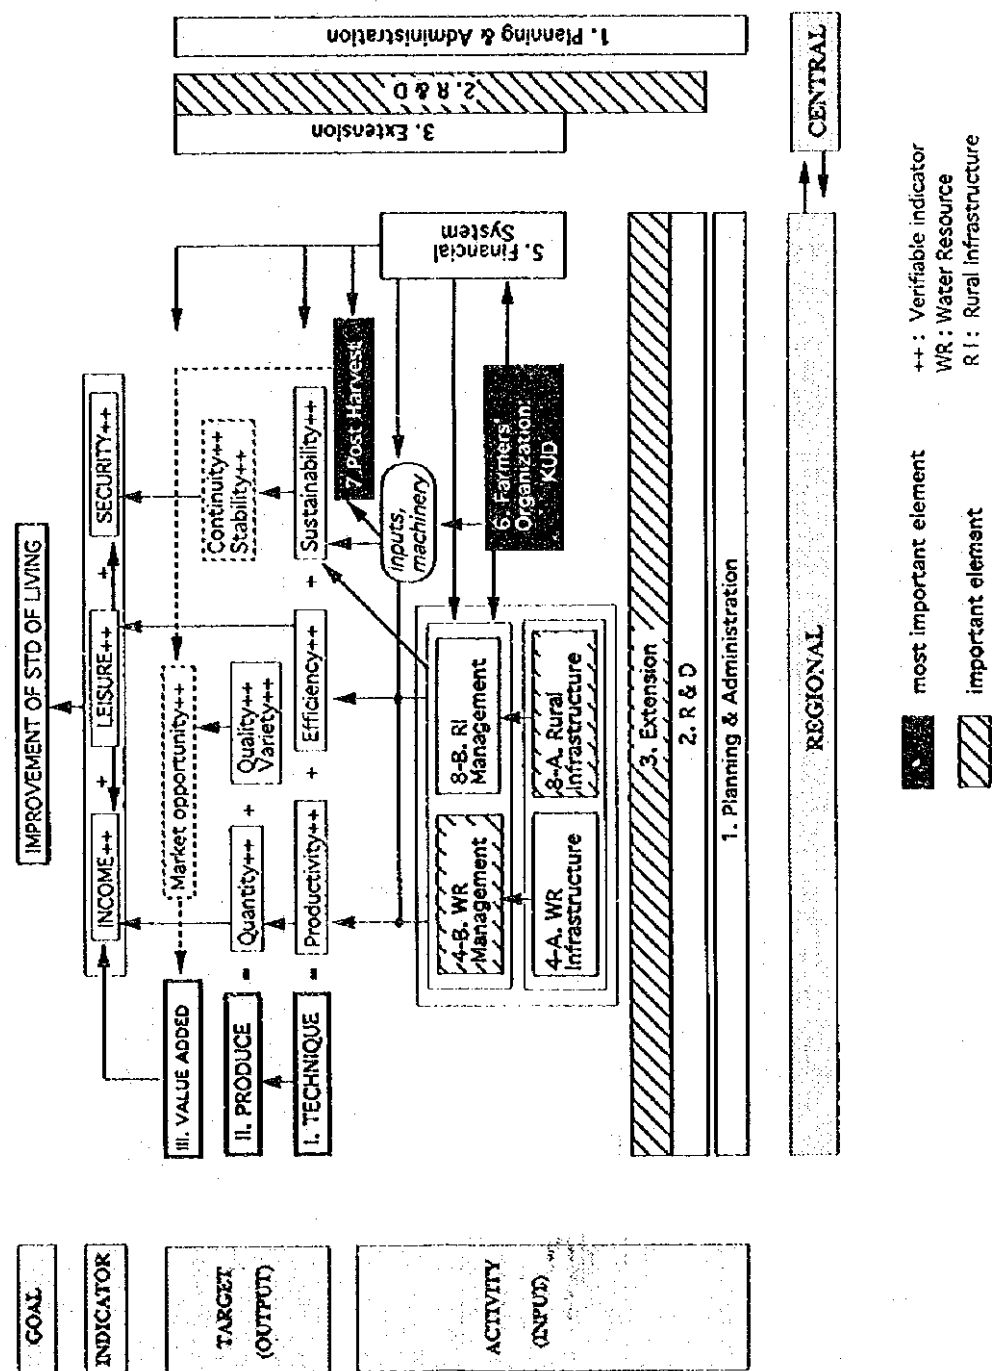 GOAL
IMPROVEMENT OF STD OF LIVING
INDICATOR
INCOME++
+
LEISURE++
+
SECURITY++
TARGET
(OUTPUT)
III. VALUE ADDED
Market opportunity++
II. PRODUCE
=
Quantity++
+
Quality++
Variety++
Continuity++
Stability++
I. TECHNIQUE
=
Productivity++
+
Efficiency++
+
Sustainability++
7. Post Harvest
ACTIVITY
(INPUT)
4-B. WR
Management
8-B. RI
Management
inputs,
machinery
5. Financial
System
4-A. WR
Infrastructure
8-A. Rural
Infrastructure
6. Farmers'
Organization:
KUD
3. Extension
2. R & D
1. Planning & Administration
3. Extension
2. R & D
1. Planning & Administration
REGIONAL
CENTRAL
most important element
important element
++ : Verifiable indicator
WR : Water Resource
R I : Rural Infrastructure